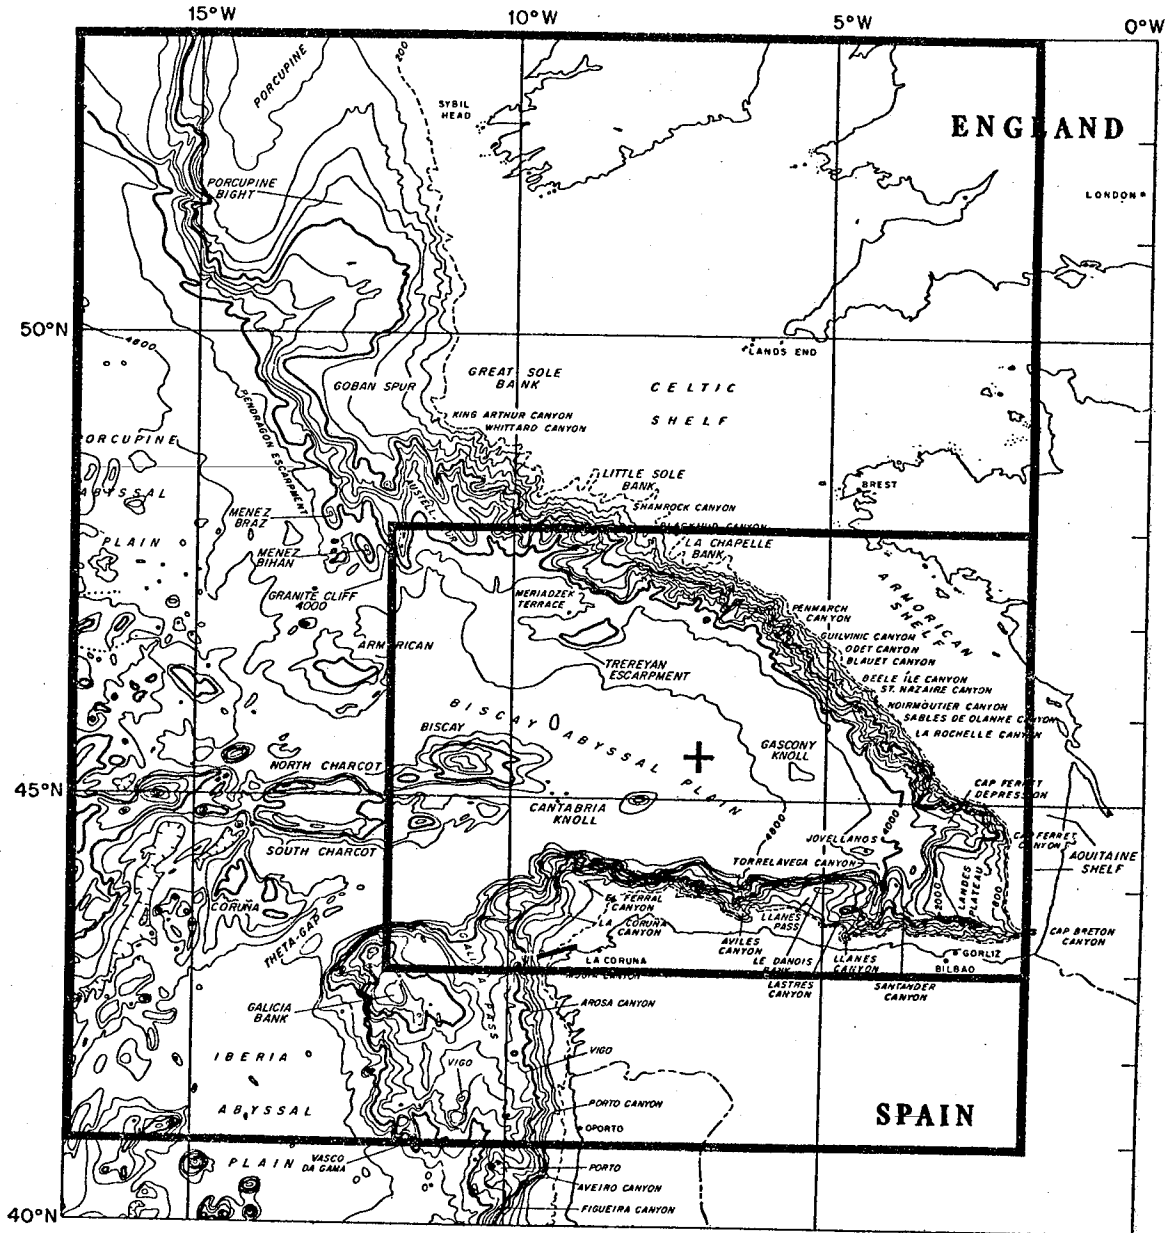 15°W
10°W
5°W
0°W
PORCUPINE
200
SYBIL
HEAD
ENGLAND
PORCUPINE
BIGHT
LONDON
50°N
4800
LANDS END
GOBAN SPUR
GREAT SOLE
BANK
CELTIC
SHELF
KING ARTHUR CANYON
WHITTARD CANYON
PENDRAGON ESCARPMENT
PORCUPINE
ABYSSAL
PLAIN
LITTLE SOLE
BANK
BREST
SHAMROCK CANYON
MENEZ
BRAZ
LA CHAPELLE
BANK
MENEZ
BIHAN
GRANITE CLIFF
4000
MERIADZEK
TERRACE
ARMORICAN
SHELF
PENMARCH
CANYON
GUILVINIC CANYON
ODET CANYON
BLAUET CANYON
ARMORICAN
TREREYAN
ESCARPMENT
BEELE ÎLE CANYON
ST. NAZAIRE CANYON
NOIRMOUTIER CANYON
SABLES DE OLANNE CANYON
LA ROCHELLE CANYON
BISCAY ABYSSAL PLAIN
BISCAY
GASCONY
KNOLL
NORTH CHARCOT
45°N
CAP FERRET
DEPRESSION
CANTABRIA
KNOLL
4800
4000
JOVELLANOS
CAP FERRET
CANYON
SOUTH CHARCOT
TORRELAVEGA CANYON
AQUITAINE
SHELF
2000
LANDES
PLATEAU
CORUÑA
THETA-GAP
EL FERRAL
CANYON
LA CORUNA
CANYON
LLANES
PASS
AVILES
CANYON
LE DANOIS
BANK
LLANES
CANYON
CAP BRETON
CANYON
GORLIZ
BILBAO
LA CORUNA
LASTRES
CANYON
SANTANDER
CANYON
GALICIA
BANK
PASS
AROSA CANYON
IBERIA
ABYSSAL
PLAIN
VIGO
VIGO
PORTO CANYON
SPAIN
OPORTO
VASCO
DA GAMA
PORTO
AVEIRO CANYON
FIGUEIRA CANYON
40°N